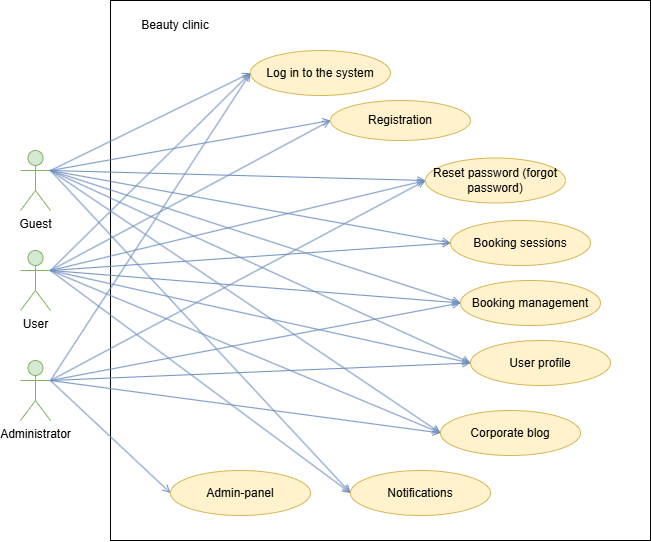 Beauty clinic
Log in to the system
Registration
Reset password (forgot
password)
Guest
Booking sessions
User
Booking management
User profile
Administrator
Corporate blog
Admin-panel
Notifications